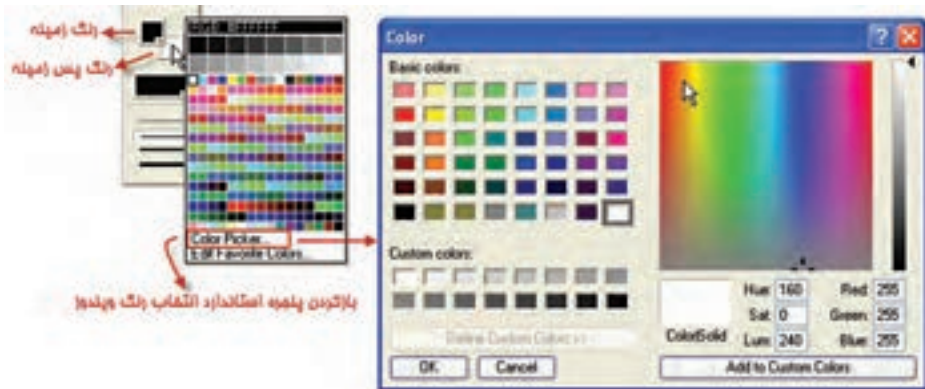 رنگ زمینه
رنگ پس زمینه
Color Picker...
Edit Favorite Colors...
بازکردن پنجره استاندارد انتخاب رنگ ویندوز
Color
Basic colors:
Custom colors:
Define Custom Colors >>
OK
Cancel
Color|Solid
Hue: 160
Sat: 0
Lum: 240
Red: 255
Green: 255
Blue: 255
Add to Custom Colors